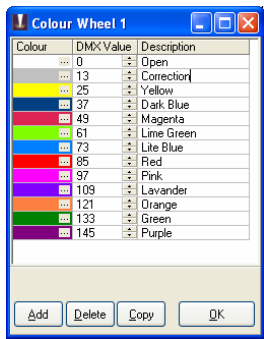 Colour Wheel 1
Colour DMX Value Description
... 0 Open
... 13 Correction
... 25 Yellow
... 37 Dark Blue
... 49 Magenta
... 61 Lime Green
... 73 Lite Blue
... 85 Red
... 97 Pink
... 109 Lavander
... 121 Orange
... 133 Green
... 145 Purple
Add Delete Copy OK